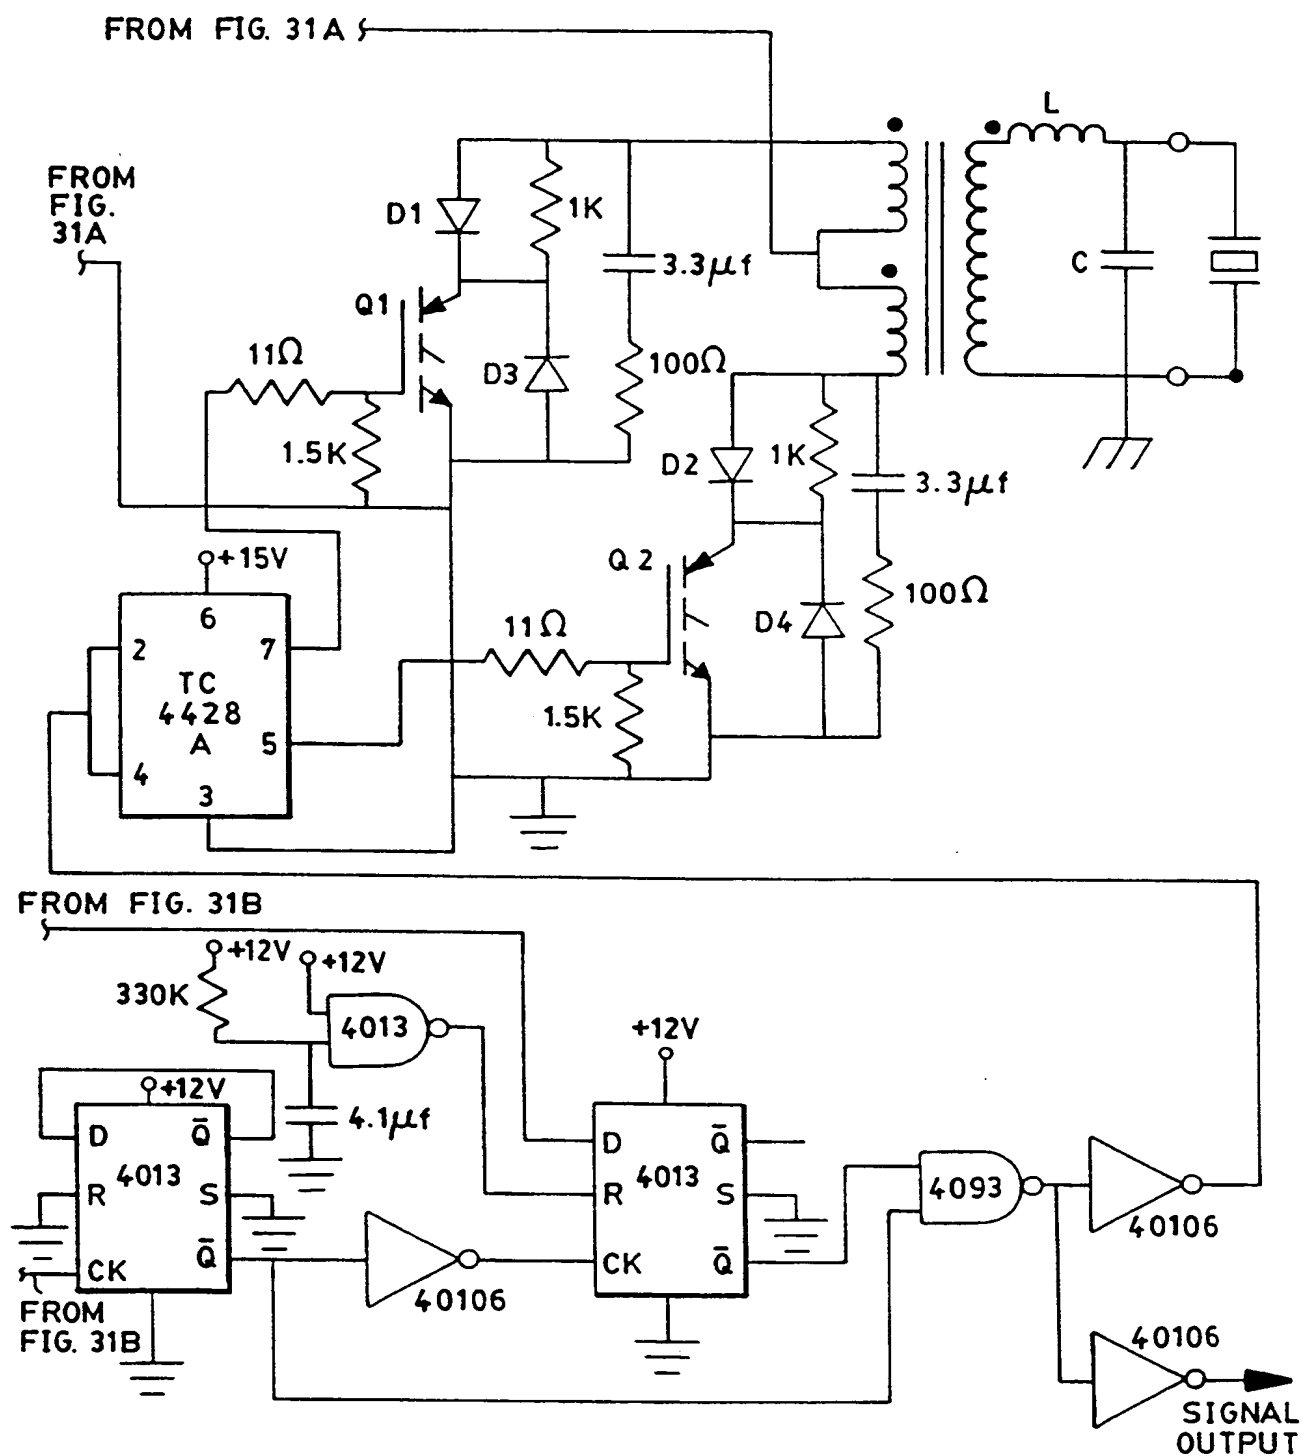 FROM FIG. 31A
L
FROM
FIG.
31A
D1
1K
3.3μf
C
Q1
11Ω
D3
100Ω
1.5K
D2
1K
3.3μf
+15V
Q2
6
2
7
11Ω
D4
100Ω
TC
4428
A
1.5K
5
4
3
FROM FIG. 31B
+12V
+12V
330K
4013
+12V
+12V
4.1μf
D
Q̄
4013
R
S
CK
Q̄
FROM
FIG. 31B
40106
D
Q̄
4013
R
S
CK
Q̄
4093
40106
40106
SIGNAL
OUTPUT